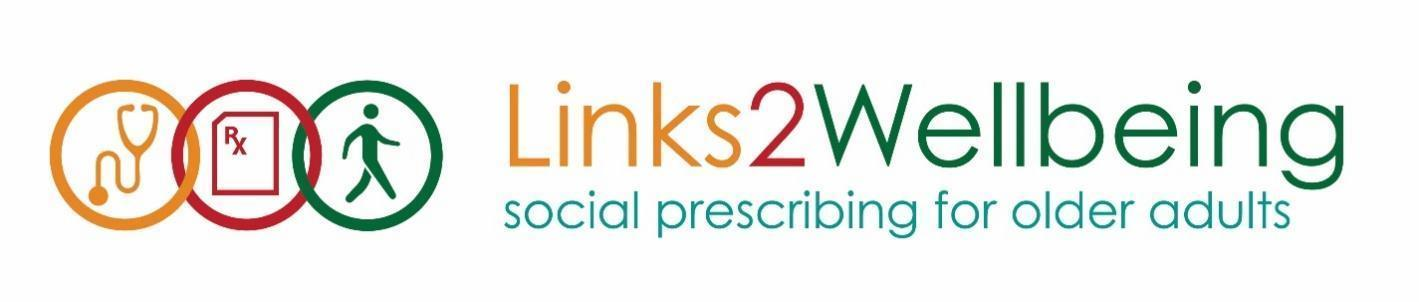 Rx
Links2Wellbeing
social prescribing for older adults